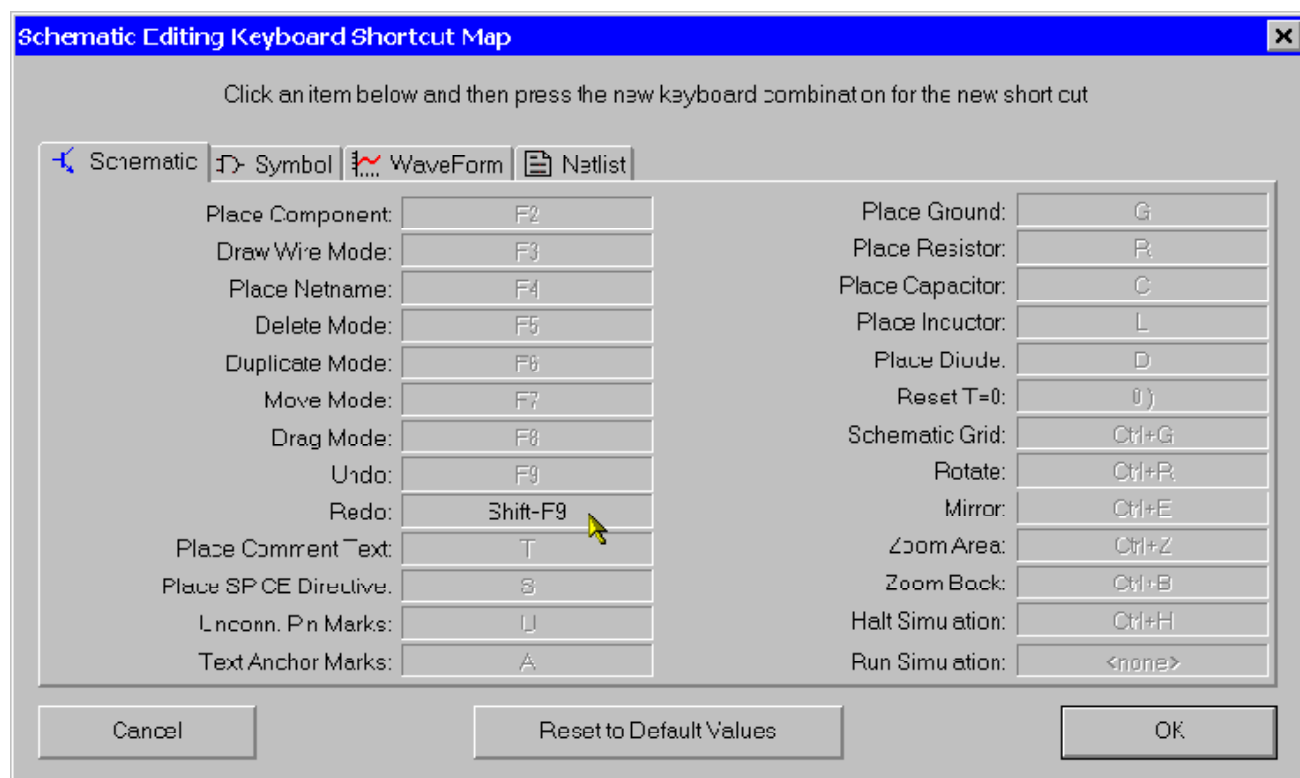 Schematic Editing Keyboard Shortcut Map
Click an item below and then press the new keyboard combination for the new short cut
Schematic Symbol WaveForm Netlist
Place Component: F2
Draw Wire Mode: F3
Place Netname: F4
Delete Mode: F5
Duplicate Mode: F6
Move Mode: F7
Drag Mode: F8
Undo: F9
Redo: Shift-F9
Place Comment Text: T
Place SPICE Directive: S
Unconn. Pin Marks: U
Text Anchor Marks: A
Place Ground: G
Place Resistor: R
Place Capacitor: C
Place Inductor: L
Place Diode: D
Reset T=0: 0)
Schematic Grid: Ctrl+G
Rotate: Ctrl+R
Mirror: Ctrl+E
Zoom Area: Ctrl+Z
Zoom Back: Ctrl+B
Halt Simulation: Ctrl+H
Run Simulation: <none>
Cancel
Reset to Default Values
OK